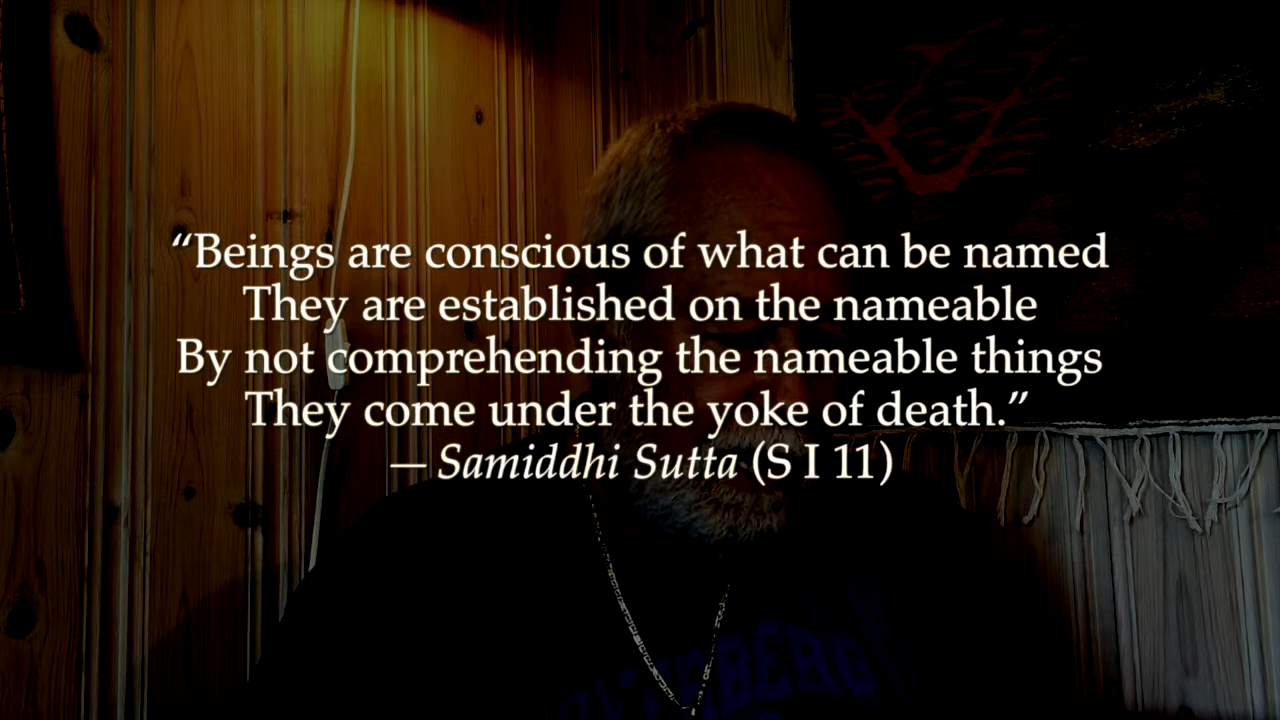 “Beings are conscious of what can be named
They are established on the nameable
By not comprehending the nameable things
They come under the yoke of death.”
— Samiddhi Sutta (S I 11)